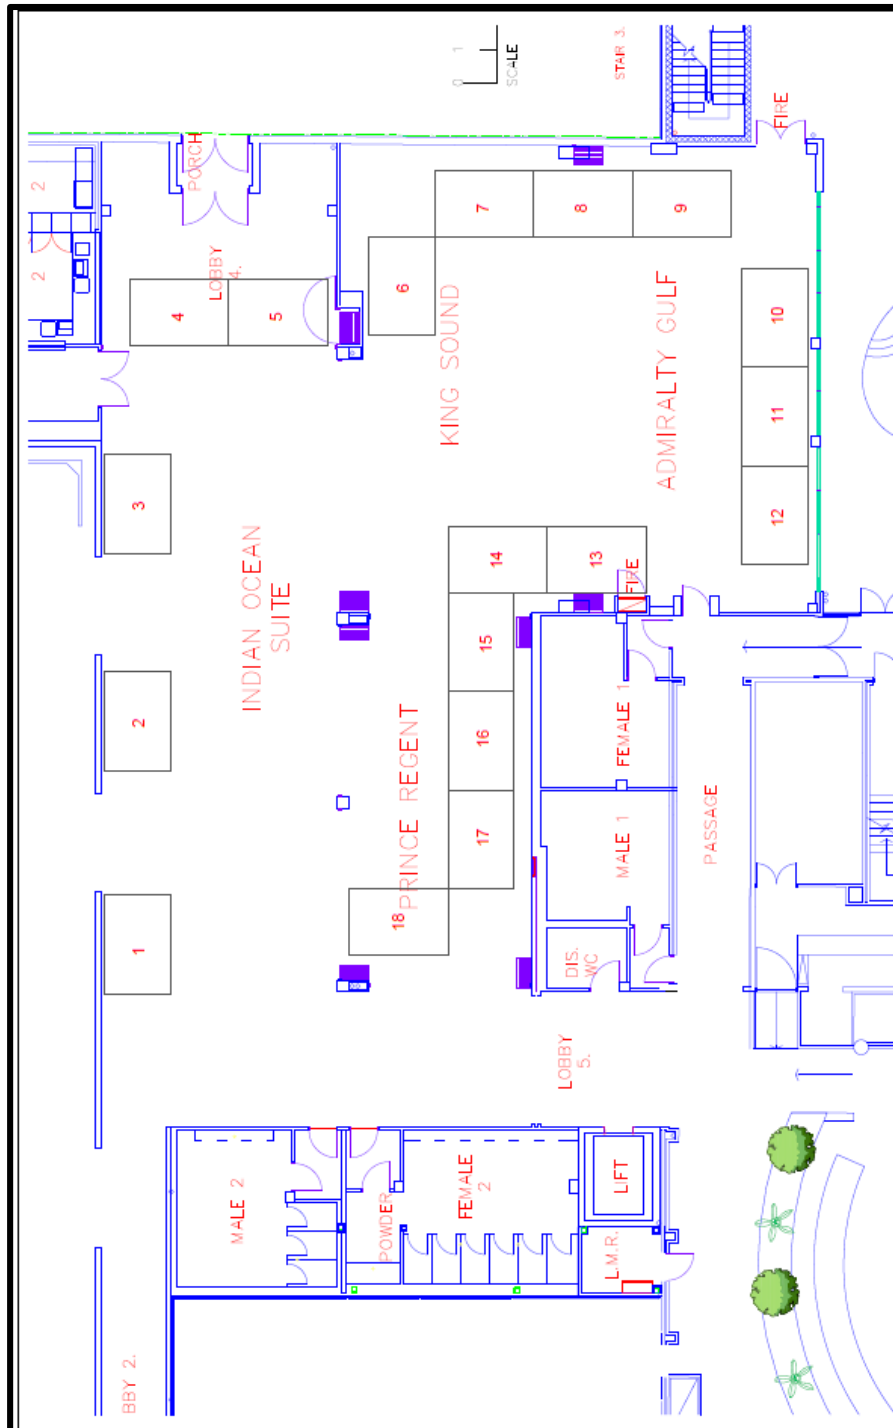 0 1
SCALE
STAIR 3.
FIRE
PORCH
2
2
LOBBY
4.
4
5
6
7
8
9
KING SOUND
ADMIRALTY GULF
10
11
12
3
INDIAN OCEAN
SUITE
14
13
FIRE
15
2
16
PRINCE REGENT
17
18
1
FEMALE 1
MALE 1
PASSAGE
DIS.
WC
LOBBY
5.
MALE 2
POWDER
FEMALE
2
LIFT
L.M.R.
BBY 2.